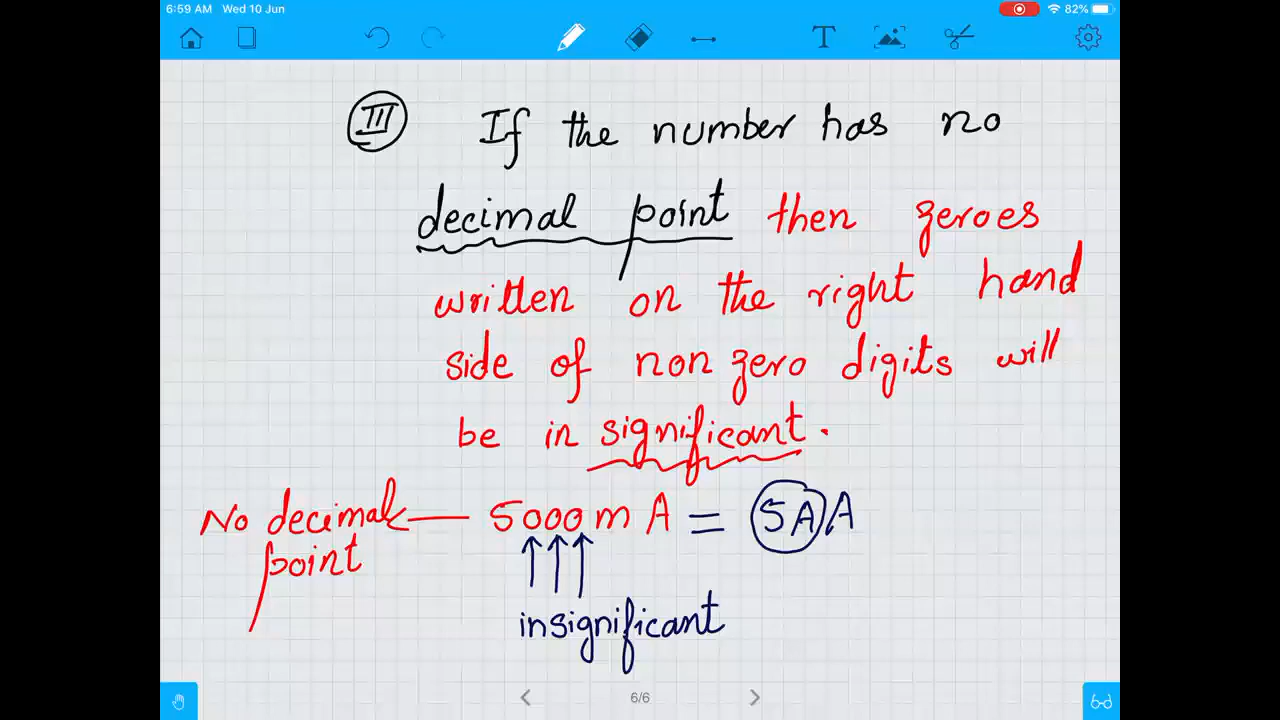 6:59 AM Wed 10 Jun 82%
T
III If the number has no
decimal point then zeroes
written on the right hand
side of non zero digits will
be in significant.
No decimal point — 5000 mA = 5A A
insignificant
6/6